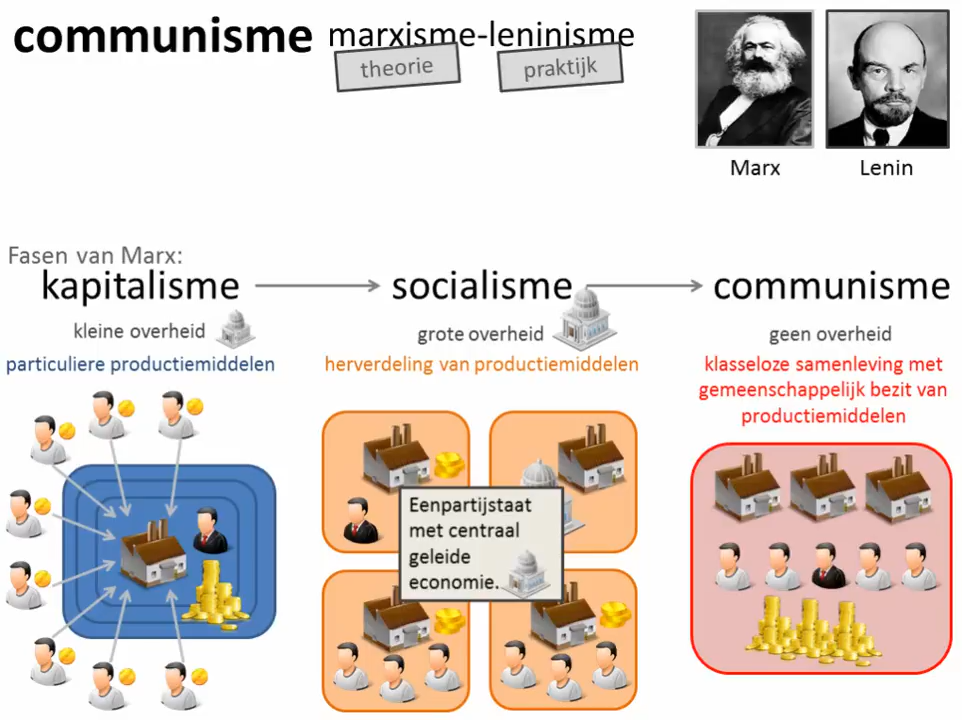 communisme marxisme-leninisme
theorie praktijk
Marx Lenin
Fasen van Marx:
kapitalisme socialisme communisme
kleine overheid grote overheid geen overheid
particuliere productiemiddelen herverdeling van productiemiddelen klasseloze samenleving met
gemeenschappelijk bezit van
productiemiddelen
Eenpartijstaat
met centraal
geleide
economie.